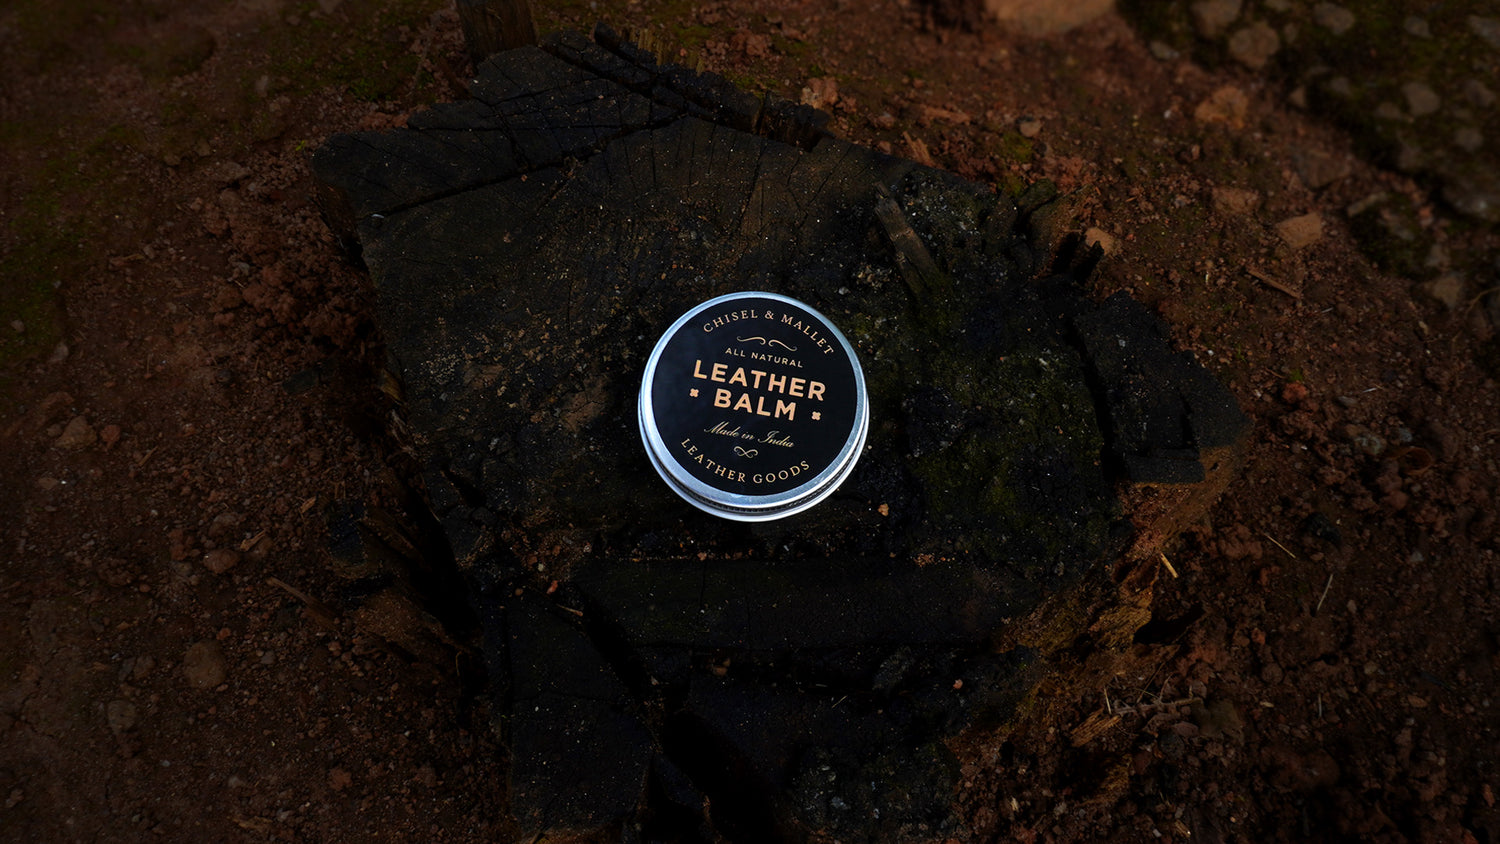 CHISEL & MALLET
ALL NATURAL
LEATHER
BALM
Made in India
LEATHER GOODS